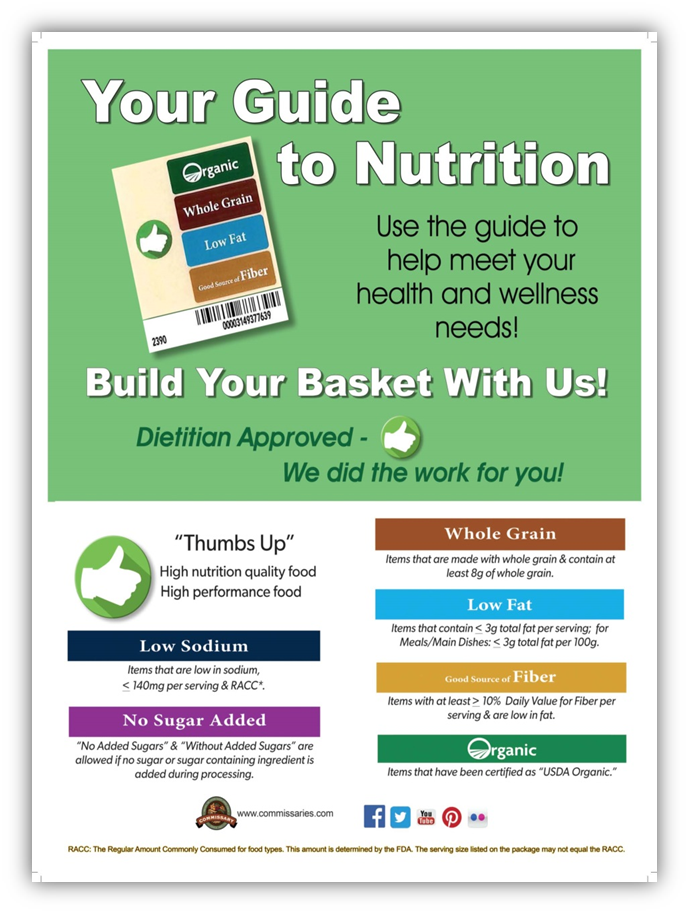 Your Guide
to Nutrition
Organic
Whole Grain
Low Fat
Good Source of Fiber
00003149377639
2390
Use the guide to
help meet your
health and wellness
needs!
Build Your Basket With Us!
Dietitian Approved -
We did the work for you!
“Thumbs Up”
High nutrition quality food
High performance food
Low Sodium
Items that are low in sodium,
≤ 140mg per serving & RACC*.
No Sugar Added
“No Added Sugars” & “Without Added Sugars” are
allowed if no sugar or sugar containing ingredient is
added during processing.
Whole Grain
Items that are made with whole grain & contain at
least 8g of whole grain.
Low Fat
Items that contain ≤ 3g total fat per serving; for
Meals/Main Dishes: ≤ 3g total fat per 100g.
Good Source of Fiber
Items with at least ≥ 10% Daily Value for Fiber per
serving & are low in fat.
Organic
Items that have been certified as “USDA Organic.”
COMMISSARY
www.commissaries.com
You
Tube
RACC: The Regular Amount Commonly Consumed for food types. This amount is determined by the FDA. The serving size listed on the package may not equal the RACC.